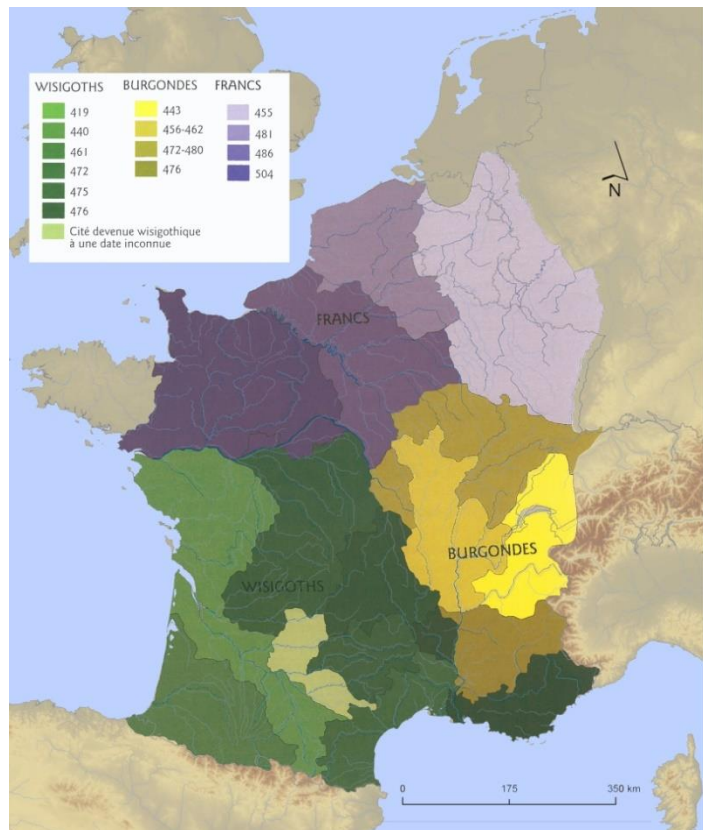 WISIGOTHS
419
440
461
472
475
476
Cité devenue wisigothique
à une date inconnue
BURGONDES
443
456-462
472-480
476
FRANCS
455
481
486
504
N
FRANCS
BURGONDES
WISIGOTHS
0 175 350 km